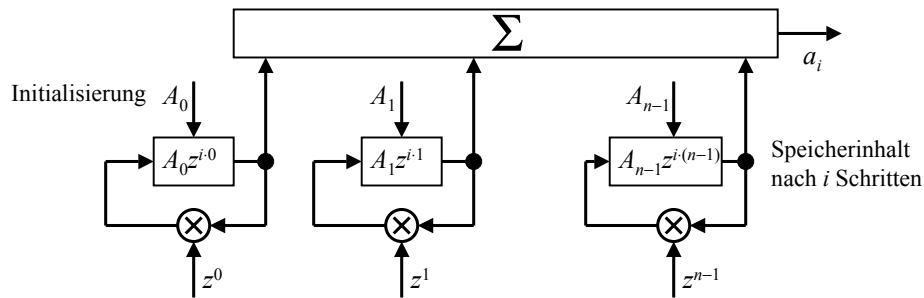 Σ
a_i
Initialisierung
A_0
A_1
A_{n−1}
A_0z^{i·0}
A_1z^{i·1}
A_{n−1}z^{i·(n−1)}
Speicherinhalt
nach i Schritten
z^0
z^1
z^{n−1}